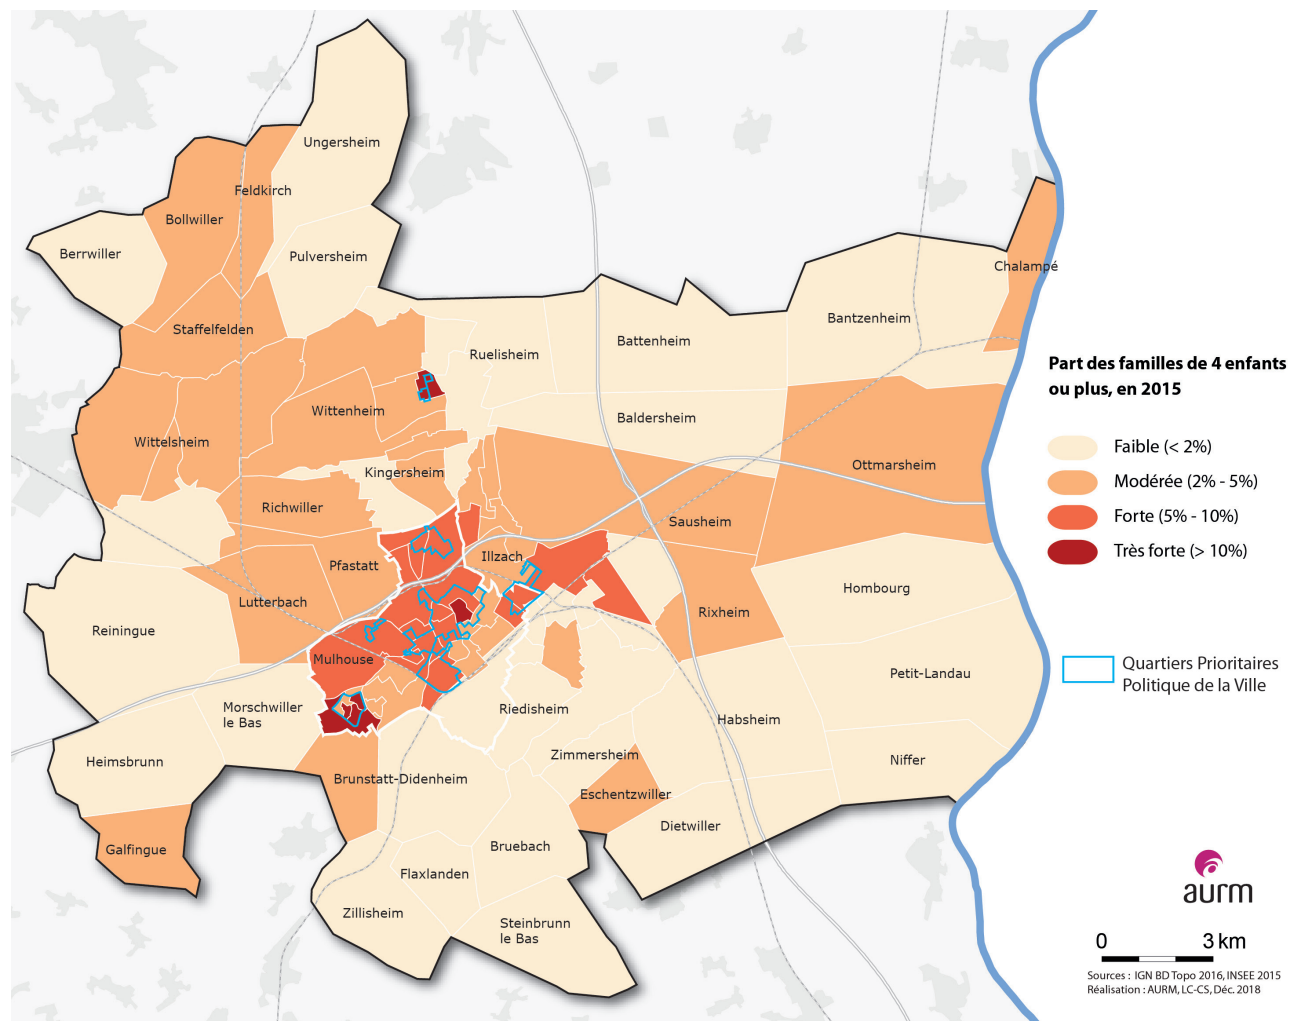 Ungersheim
Feldkirch
Bollwiller
Berrwiller
Pulversheim
Chalampé
Bantzenheim
Staffelfelden
Battenheim
Ruelisheim
Wittenheim
Baldersheim
Wittelsheim
Kingersheim
Ottmarsheim
Richwiller
Sausheim
Illzach
Pfastatt
Hombourg
Lutterbach
Rixheim
Reiningue
Mulhouse
Petit-Landau
Morschwiller
le Bas
Riedisheim
Habsheim
Zimmersheim
Heimsbrunn
Niffer
Brunstatt-Didenheim
Eschentzwiller
Dietwiller
Galfingue
Bruebach
Flaxlanden
Zillisheim
Steinbrunn
le Bas
Part des familles de 4 enfants
ou plus, en 2015
Faible (< 2%)
Modérée (2% - 5%)
Forte (5% - 10%)
Très forte (> 10%)
Quartiers Prioritaires
Politique de la Ville
aurm
0 3 km
Sources : IGN BD Topo 2016, INSEE 2015
Réalisation : AURM, LC-CS, Déc. 2018